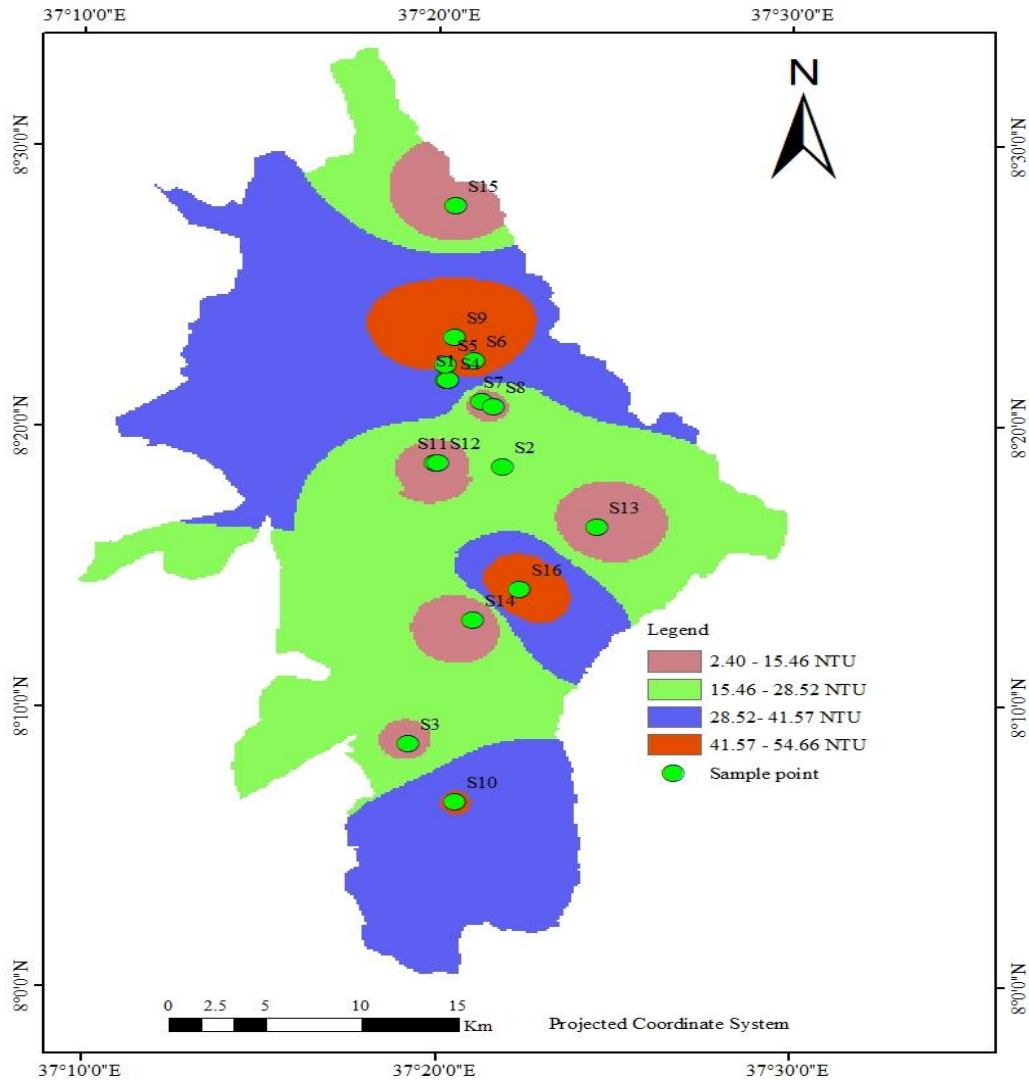 37°10'0"E 37°20'0"E 37°30'0"E
N
8°30'0"N 8°30'0"N
S15
S9
S5 S6
S1 S4
S7 S8
8°20'0"N 8°20'0"N
S11 S12 S2
S13
S16
S14
Legend
2.40 - 15.46 NTU
15.46 - 28.52 NTU
28.52- 41.57 NTU
41.57 - 54.66 NTU
Sample point
8°10'0"N 8°10'0"N
S3
S10
8°0'0"N 8°0'0"N
0 2.5 5 10 15
Km Projected Coordinate System
37°10'0"E 37°20'0"E 37°30'0"E